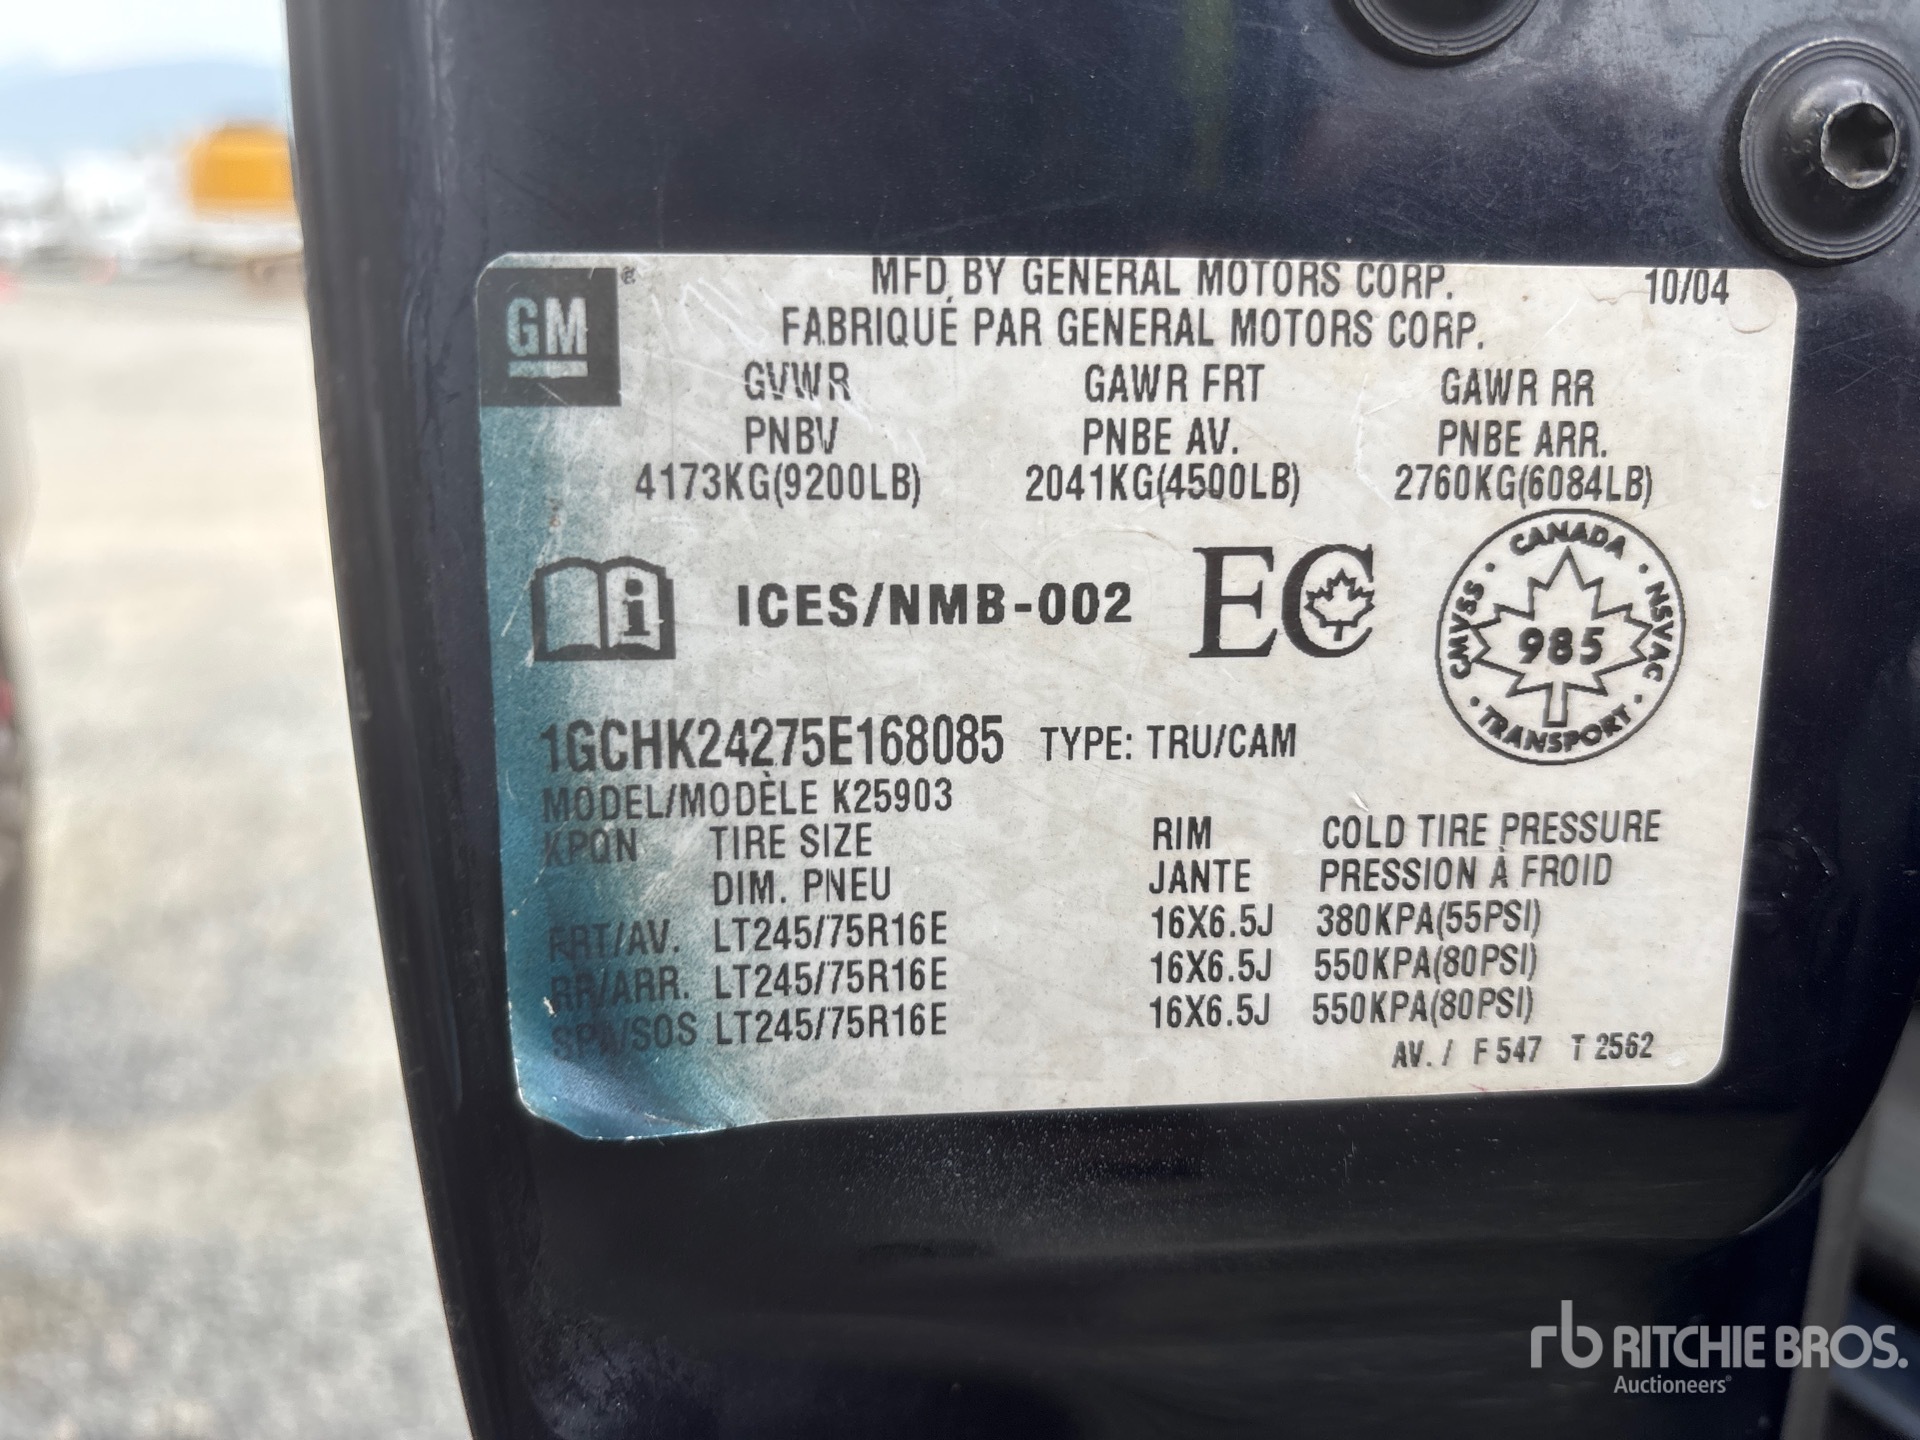 GM
MFD BY GENERAL MOTORS CORP. 10/04
FABRIQUÉ PAR GENERAL MOTORS CORP.
GVWR GAWR FRT GAWR RR
PNBV PNBE AV. PNBE ARR.
4173KG(9200LB) 2041KG(4500LB) 2760KG(6084LB)
i ICES/NMB-002 EC
CANADA
CMVSS · NSVAC
985
TRANSPORT
1GCHK24275E168085 TYPE: TRU/CAM
MODEL/MODÈLE K25903
KPQN TIRE SIZE RIM COLD TIRE PRESSURE
DIM. PNEU JANTE PRESSION À FROID
FRT/AV. LT245/75R16E 16X6.5J 380KPA(55PSI)
RR/ARR. LT245/75R16E 16X6.5J 550KPA(80PSI)
SPA/SOS LT245/75R16E 16X6.5J 550KPA(80PSI)
AV. / F 547 T 2562
rb RITCHIE BROS.
Auctioneers